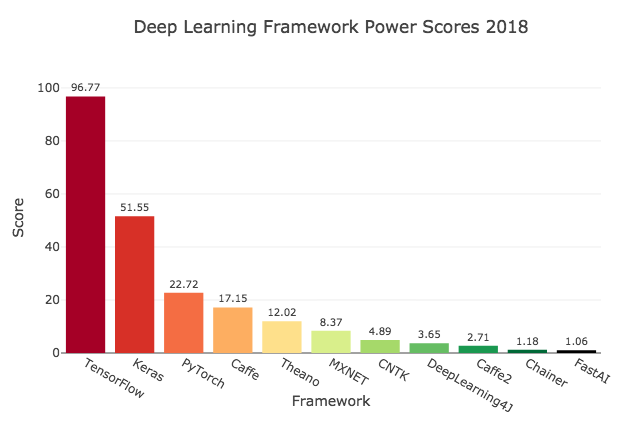 Deep Learning Framework Power Scores 2018
Score
100
80
60
40
20
0
96.77
51.55
22.72
17.15
12.02
8.37
4.89
3.65
2.71
1.18
1.06
TensorFlow
Keras
PyTorch
Caffe
Theano
MXNET
CNTK
DeepLearning4J
Caffe2
Chainer
FastAI
Framework